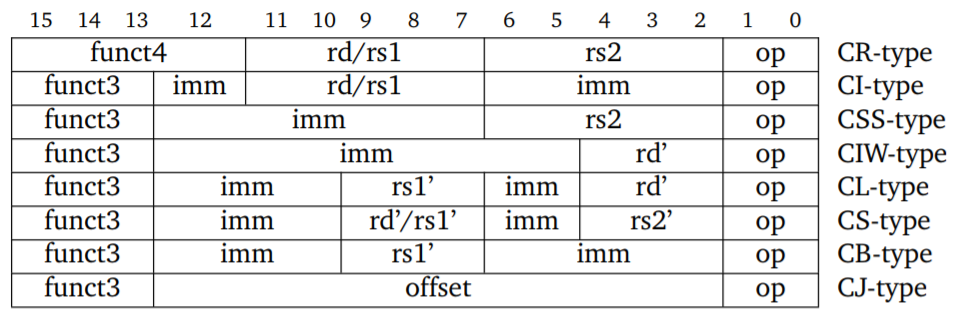 15 14 13 12 11 10 9 8 7 6 5 4 3 2 1 0
funct4 rd/rs1 rs2 op CR-type
funct3 imm rd/rs1 imm op CI-type
funct3 imm rs2 op CSS-type
funct3 imm rd’ op CIW-type
funct3 imm rs1’ imm rd’ op CL-type
funct3 imm rd’/rs1’ imm rs2’ op CS-type
funct3 imm rs1’ imm op CB-type
funct3 offset op CJ-type